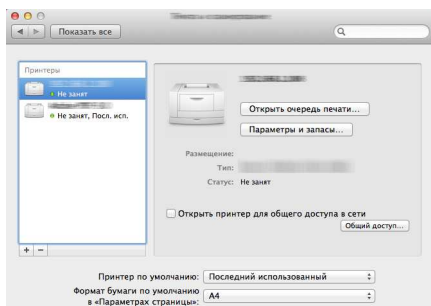 Показать все
Принтеры
Не занят
Не занят, Посл. исп.
Открыть очередь печати...
Параметры и запасы...
Размещение:
Тип:
Статус: Не занят
Открыть принтер для общего доступа в сети
Общий доступ...
+ −
Принтер по умолчанию: Последний использованный
Формат бумаги по умолчанию
в «Параметрах страницы»: A4